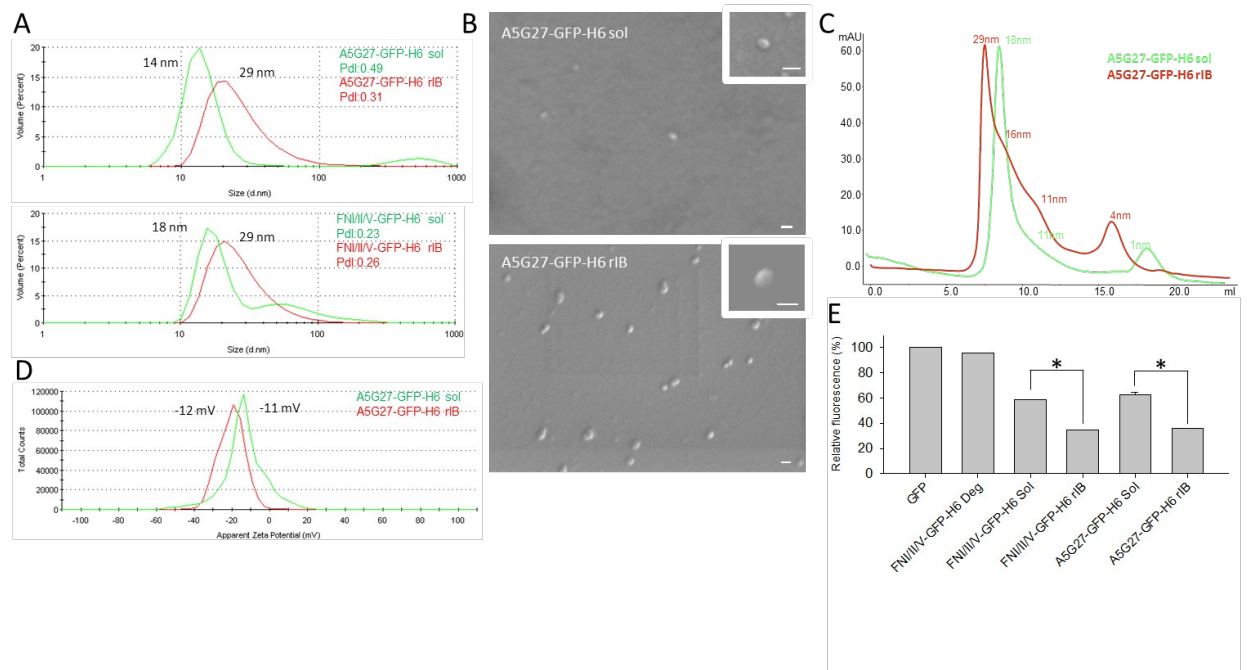 A
A5G27-GFP-H6 sol
PdI:0.49
A5G27-GFP-H6 rIB
PdI:0.31
14 nm
29 nm
Volume (Percent)
20
15
10
5
0
1
10
100
1000
Size (d.nm)
FNI/II/V-GFP-H6 sol
PdI:0.23
FNI/II/V-GFP-H6 rIB
PdI:0.26
18 nm
29 nm
Volume (Percent)
20
15
10
5
0
1
10
100
1000
Size (d.nm)
B
A5G27-GFP-H6 sol
A5G27-GFP-H6 rIB
C
mAU
60.0
50.0
40.0
30.0
20.0
10.0
0.0
29nm
18nm
16nm
11nm
11nm
4nm
1nm
A5G27-GFP-H6 sol
A5G27-GFP-H6 rIB
0.0
5.0
10.0
15.0
20.0
ml
D
A5G27-GFP-H6 sol
A5G27-GFP-H6 rIB
-12 mV
-11 mV
Total Counts
120000
100000
80000
60000
40000
20000
0
-100
-80
-60
-40
-20
0
20
40
60
80
100
Apparent Zeta Potential (mV)
E
Relative fluorescence (%)
100
80
60
40
20
0
*
*
GFP
FNI/II/V-GFP-H6 Deg
FNI/II/V-GFP-H6 Sol
FNI/II/V-GFP-H6 rIB
A5G27-GFP-H6 Sol
A5G27-GFP-H6 rIB